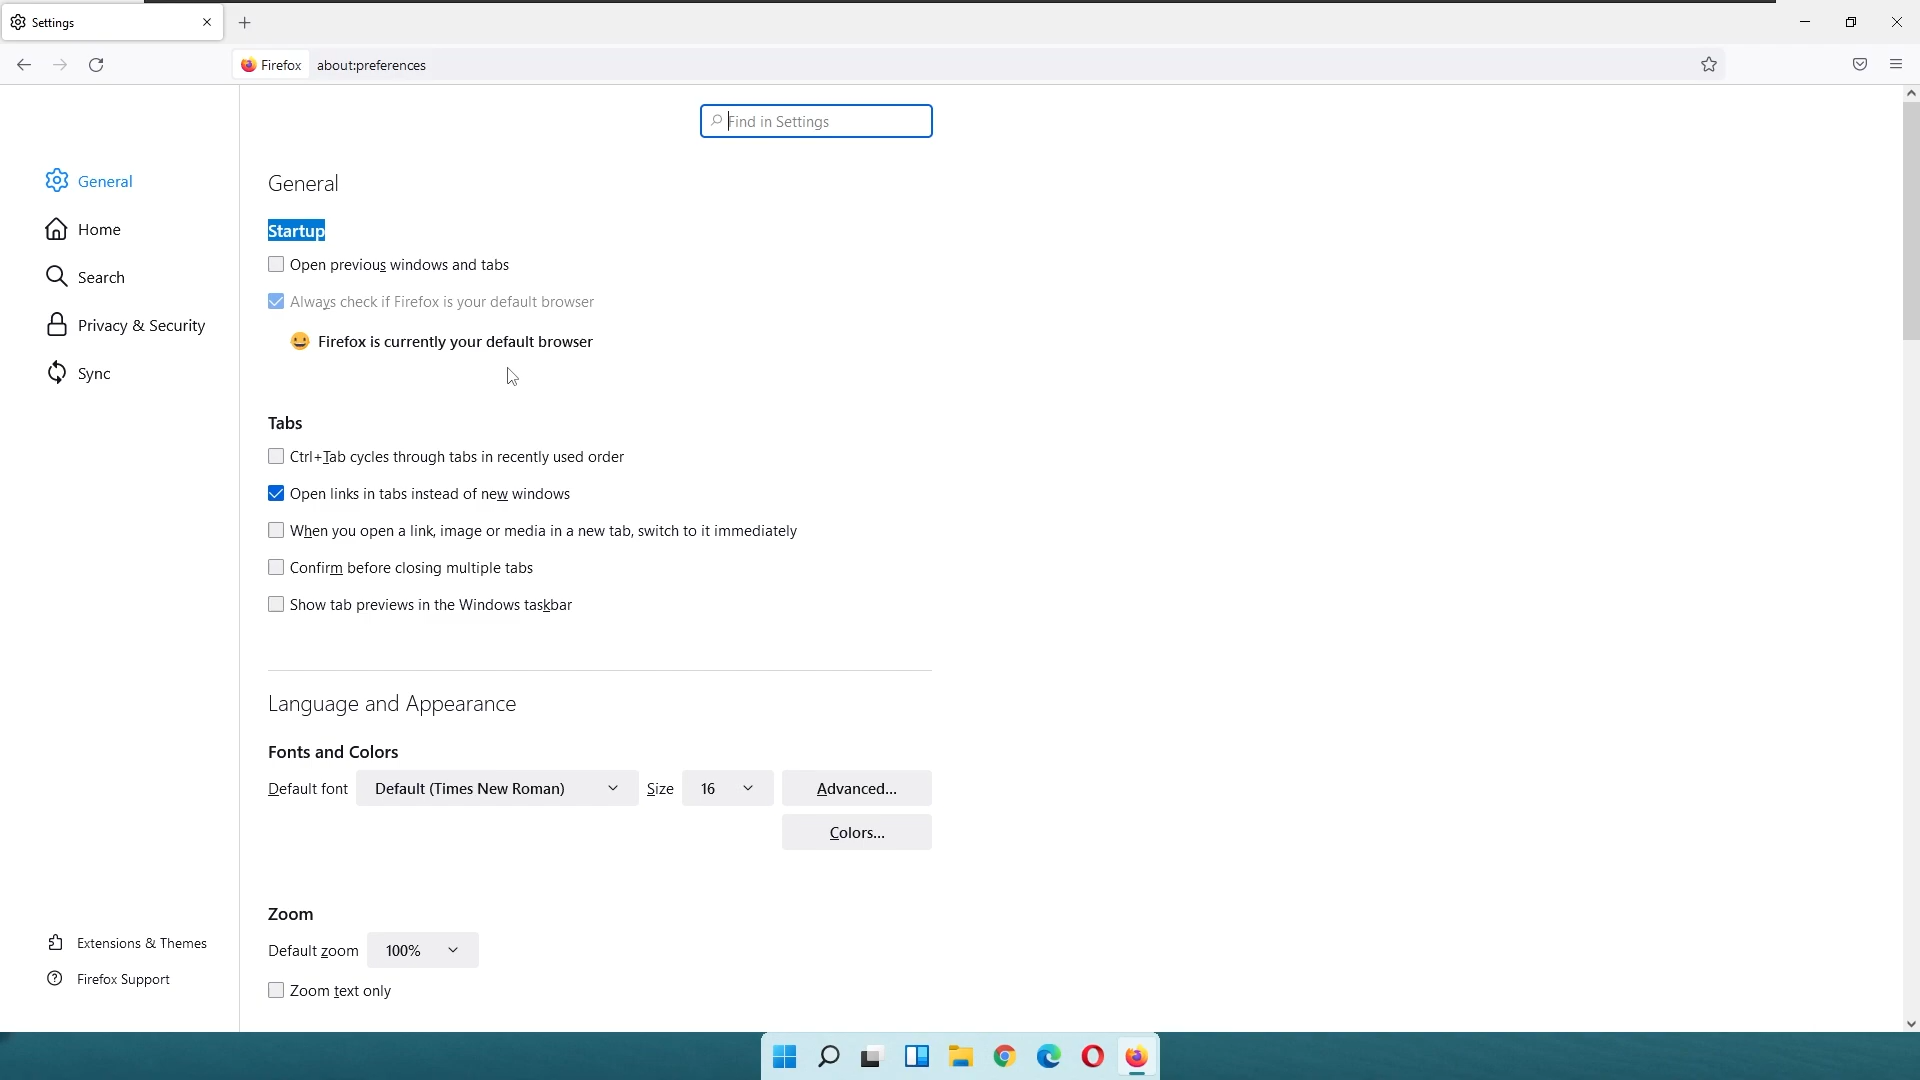 Settings
Firefox
about:preferences
Find in Settings
General
Home
Search
Privacy & Security
Sync
Extensions & Themes
Firefox Support
General
Startup
Open previous windows and tabs
Always check if Firefox is your default browser
Firefox is currently your default browser
Tabs
Ctrl+Tab cycles through tabs in recently used order
Open links in tabs instead of new windows
When you open a link, image or media in a new tab, switch to it immediately
Confirm before closing multiple tabs
Show tab previews in the Windows taskbar
Language and Appearance
Fonts and Colors
Default font Default (Times New Roman) Size 16 Advanced...
Colors...
Zoom
Default zoom 100%
Zoom text only